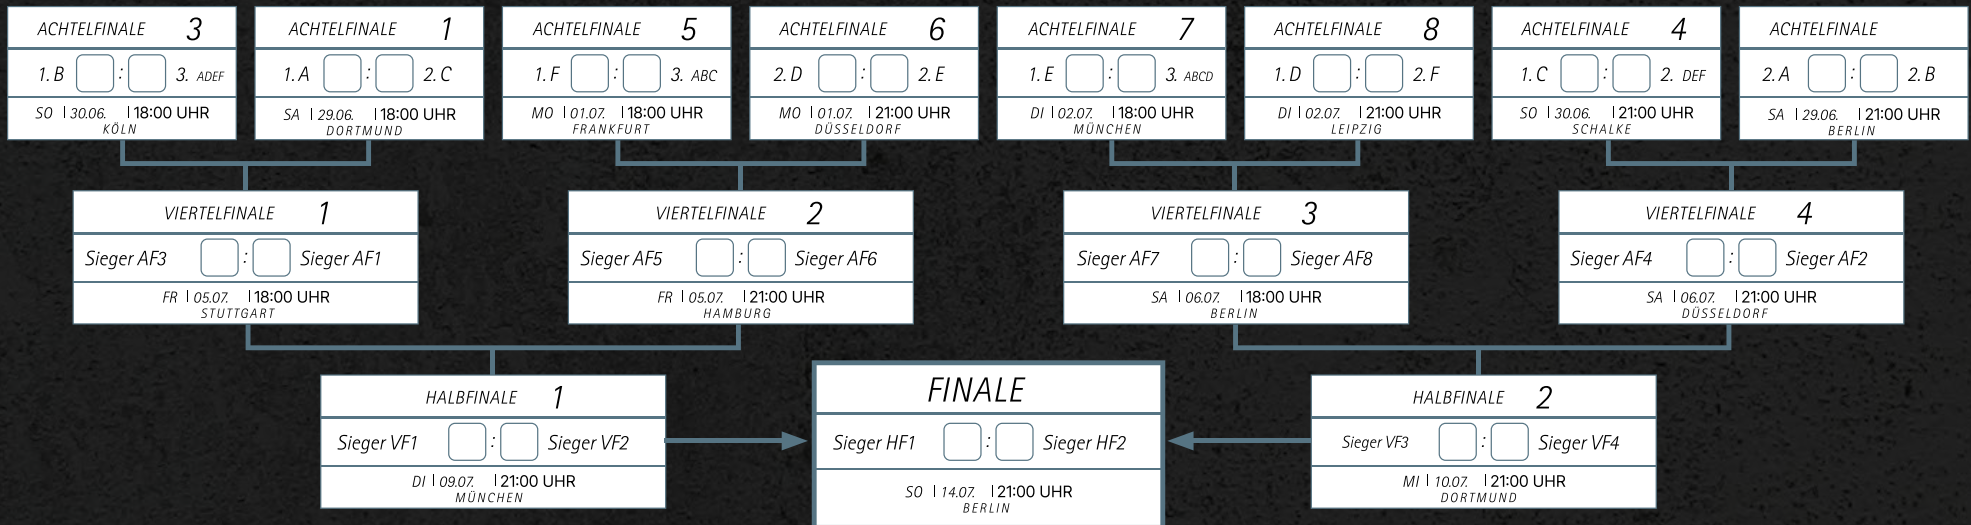 ACHTELFINALE 3
1. B : 3. ADEF
SO | 30.06. | 18:00 UHR
KÖLN
ACHTELFINALE 1
1. A : 2. C
SA | 29.06. | 18:00 UHR
DORTMUND
ACHTELFINALE 5
1. F : 3. ABC
MO | 01.07. | 18:00 UHR
FRANKFURT
ACHTELFINALE 6
2. D : 2. E
MO | 01.07. | 21:00 UHR
DÜSSELDORF
ACHTELFINALE 7
1. E : 3. ABCD
DI | 02.07. | 18:00 UHR
MÜNCHEN
ACHTELFINALE 8
1. D : 2. F
DI | 02.07. | 21:00 UHR
LEIPZIG
ACHTELFINALE 4
1. C : 2. DEF
SO | 30.06. | 21:00 UHR
SCHALKE
ACHTELFINALE
2. A : 2. B
SA | 29.06. | 21:00 UHR
BERLIN
VIERTELFINALE 1
Sieger AF3 : Sieger AF1
FR | 05.07. | 18:00 UHR
STUTTGART
VIERTELFINALE 2
Sieger AF5 : Sieger AF6
FR | 05.07. | 21:00 UHR
HAMBURG
VIERTELFINALE 3
Sieger AF7 : Sieger AF8
SA | 06.07. | 18:00 UHR
BERLIN
VIERTELFINALE 4
Sieger AF4 : Sieger AF2
SA | 06.07. | 21:00 UHR
DÜSSELDORF
HALBFINALE 1
Sieger VF1 : Sieger VF2
DI | 09.07. | 21:00 UHR
MÜNCHEN
FINALE
Sieger HF1 : Sieger HF2
SO | 14.07. | 21:00 UHR
BERLIN
HALBFINALE 2
Sieger VF3 : Sieger VF4
MI | 10.07. | 21:00 UHR
DORTMUND